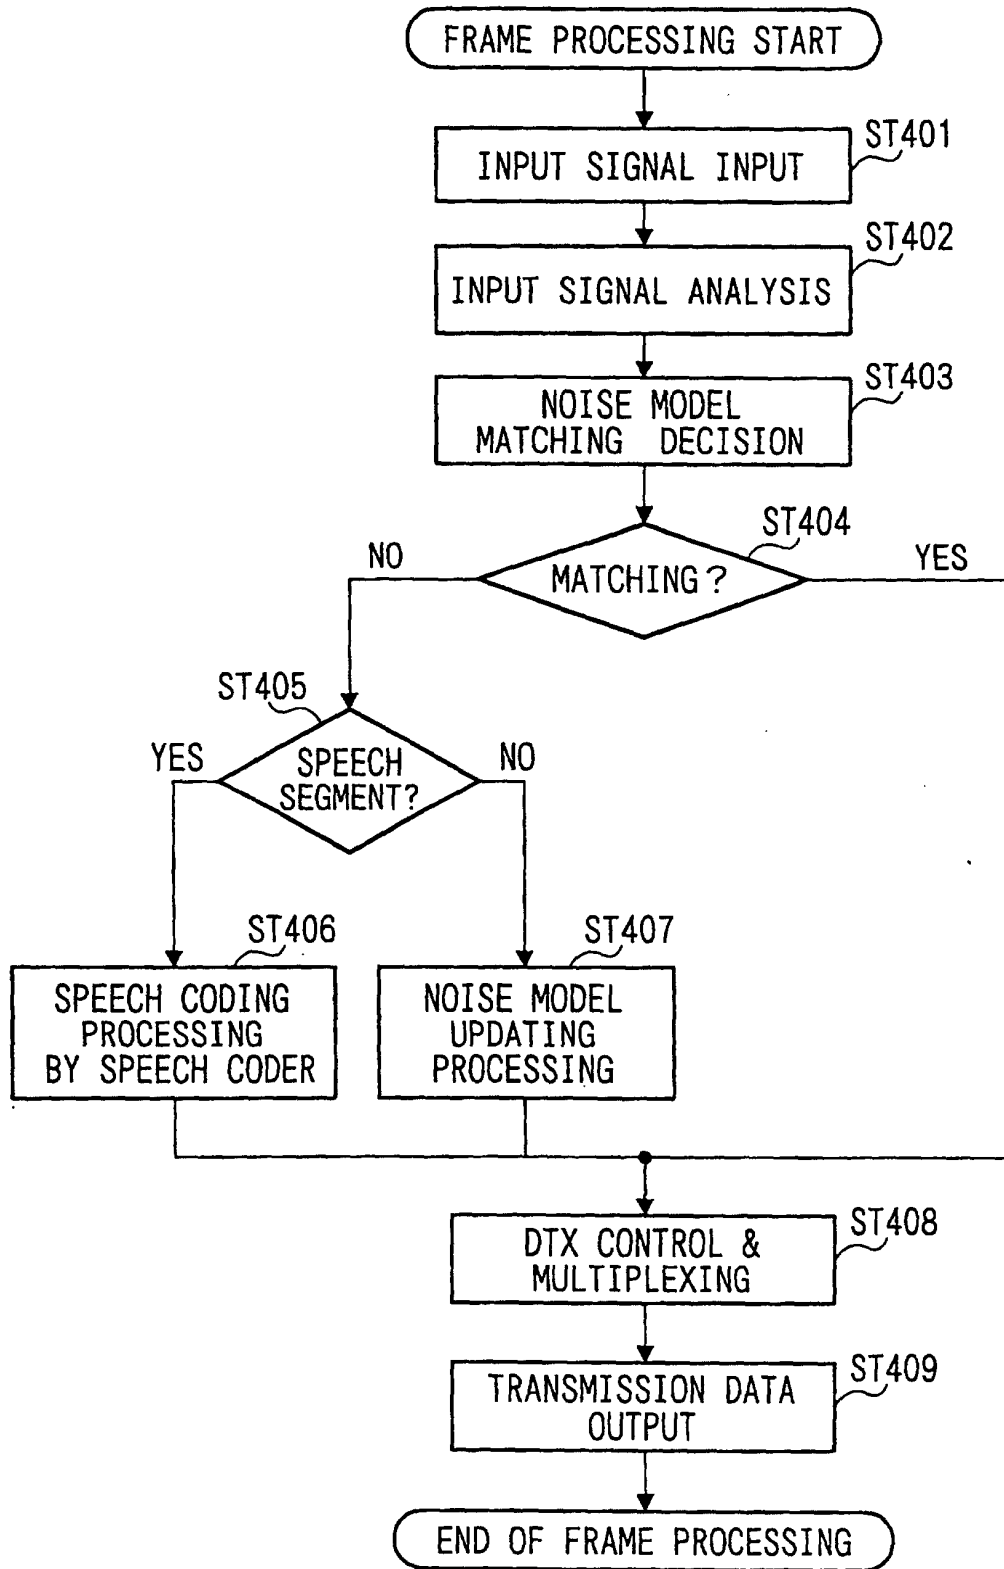 FRAME PROCESSING START
ST401
INPUT SIGNAL INPUT
ST402
INPUT SIGNAL ANALYSIS
ST403
NOISE MODEL
MATCHING DECISION
ST404
NO
MATCHING?
YES
ST405
YES
SPEECH
SEGMENT?
NO
ST406
SPEECH CODING
PROCESSING
BY SPEECH CODER
ST407
NOISE MODEL
UPDATING
PROCESSING
ST408
DTX CONTROL &
MULTIPLEXING
ST409
TRANSMISSION DATA
OUTPUT
END OF FRAME PROCESSING